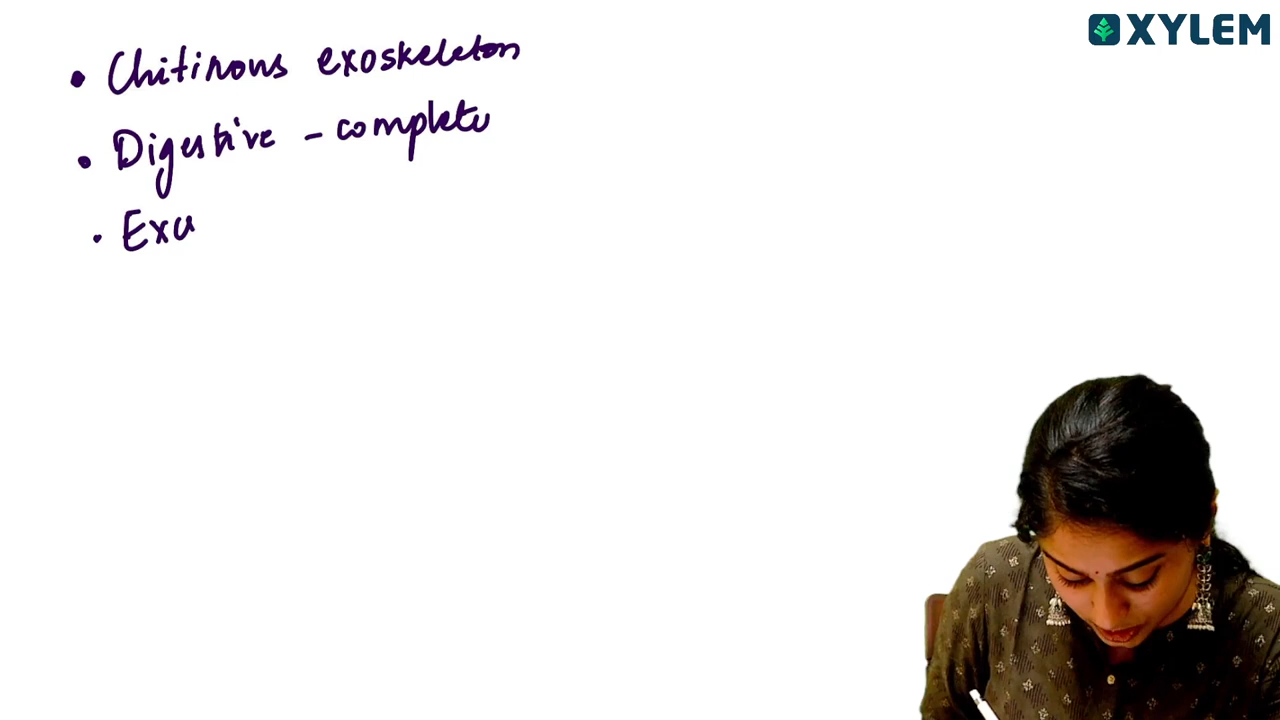 XYLEM
• Chitinous exoskeleton
• Digestive - complete
• Exc